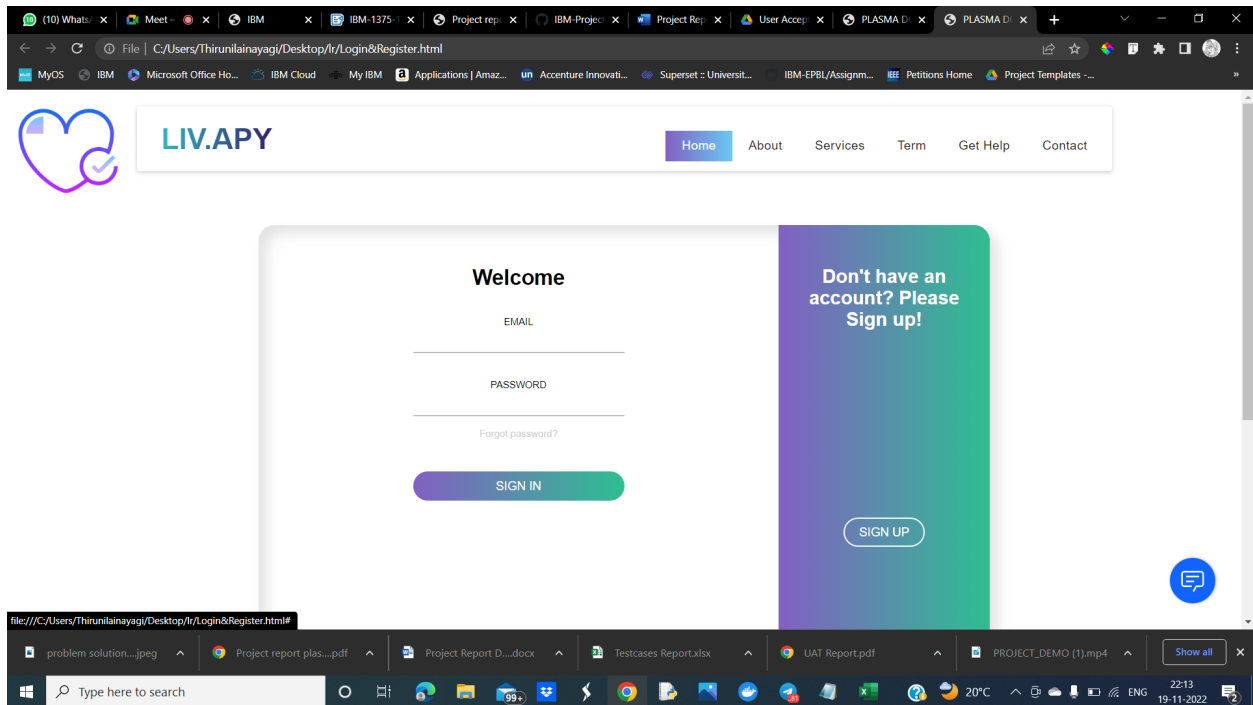 (10) Whats/
Meet –
IBM
IBM-1375-1
Project repo
IBM-Project
Project Rep
User Accep
PLASMA DO
PLASMA DO
File | C:/Users/Thirunilainayagi/Desktop/lr/Login&Register.html
MyOS
IBM
Microsoft Office Ho...
IBM Cloud
My IBM
Applications | Amaz...
Accenture Innovati...
Superset :: Universit...
IBM-EPBL/Assignm...
Petitions Home
Project Templates -...
»
LIV.APY
Home
About
Services
Term
Get Help
Contact
Welcome
EMAIL
PASSWORD
Forgot password?
SIGN IN
Don't have an
account? Please
Sign up!
SIGN UP
file:///C:/Users/Thirunilainayagi/Desktop/lr/Login&Register.html#
problem solution....jpeg
Project report plas....pdf
Project Report D....docx
Testcases Report.xlsx
UAT Report.pdf
PROJECT_DEMO (1).mp4
Show all
Type here to search
99+
20°C
ENG
22:13
19-11-2022
2